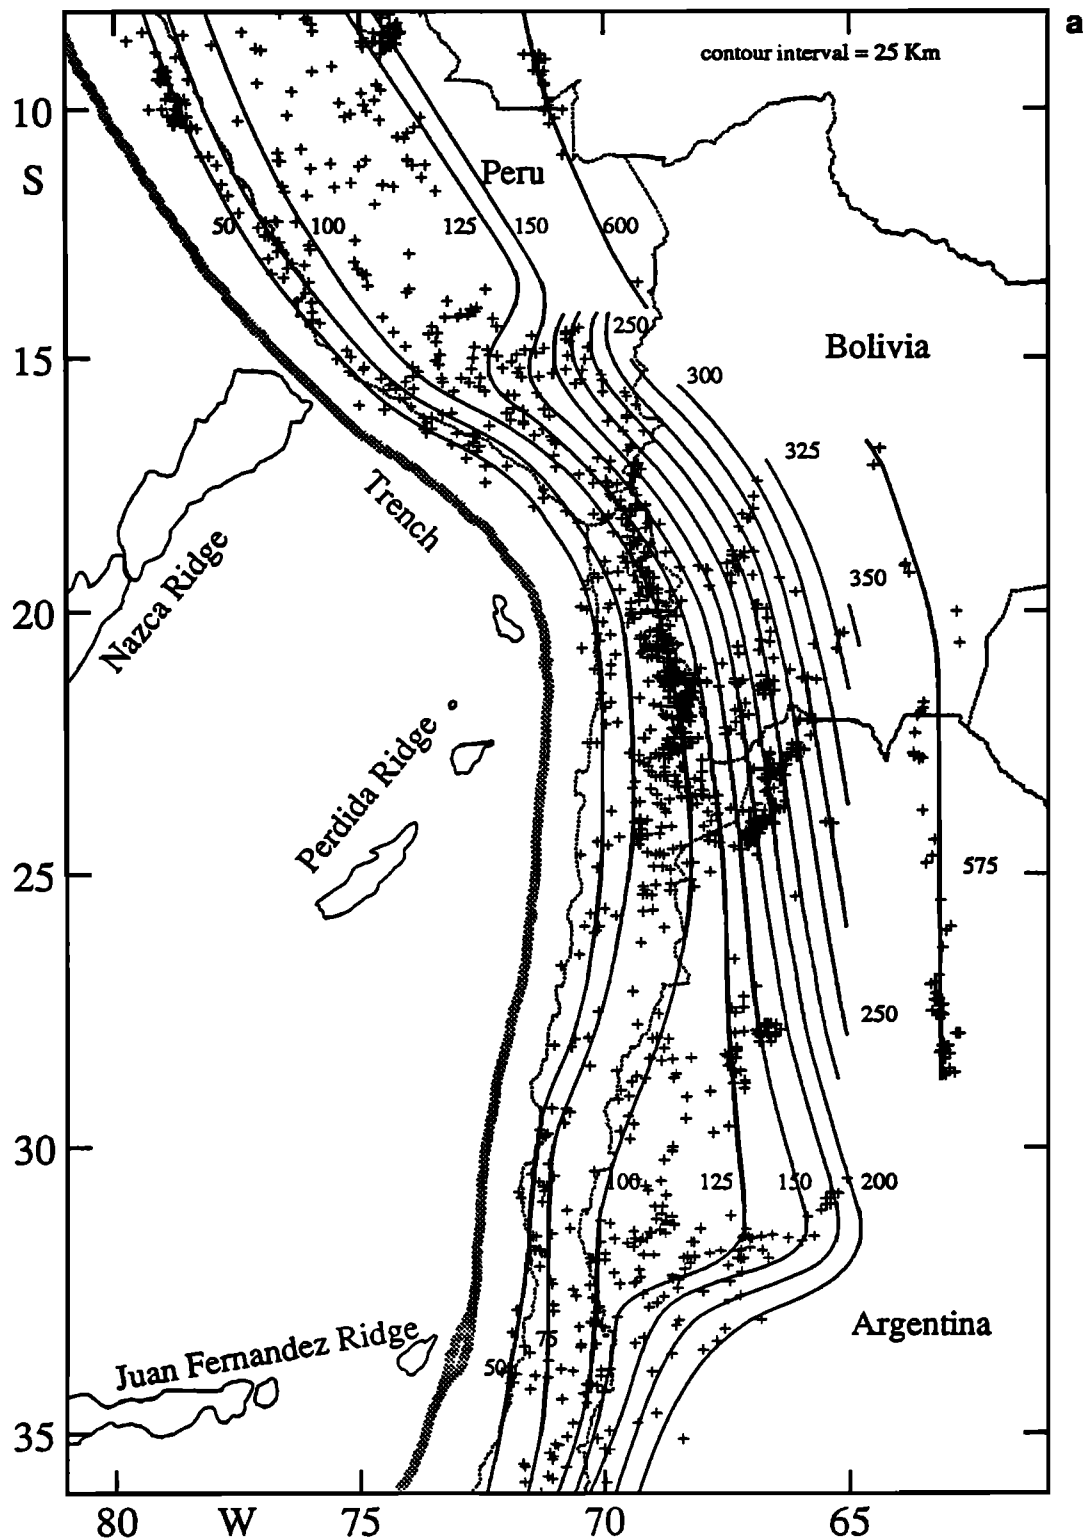 a
contour interval = 25 Km
10
S
Peru
50
100
125
150
600
250
Bolivia
15
300
325
Trench
350
Nazca Ridge
20
Perdida Ridge
25
575
250
30
100
125
150
200
Argentina
75
50
Juan Fernandez Ridge
35
80
W
75
70
65